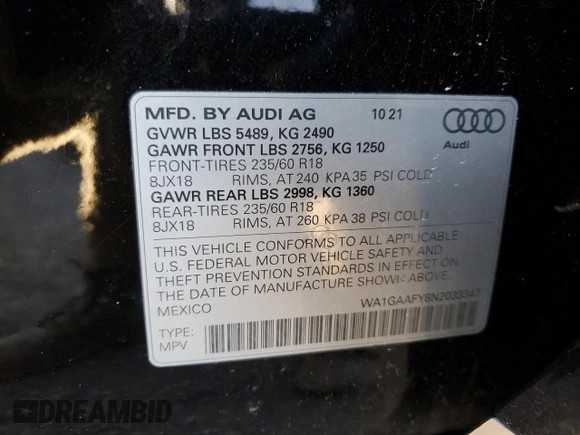 MFD. BY AUDI AG 10 21
GVWR LBS 5489, KG 2490
GAWR FRONT LBS 2756, KG 1250
FRONT-TIRES 235/60 R18
8JX18 RIMS, AT 240 KPA 35 PSI COLD
GAWR REAR LBS 2998, KG 1360
REAR-TIRES 235/60 R18
8JX18 RIMS, AT 260 KPA 38 PSI COLD
THIS VEHICLE CONFORMS TO ALL APPLICABLE
U.S. FEDERAL MOTOR VEHICLE SAFETY AND
THEFT PREVENTION STANDARDS IN EFFECT ON
THE DATE OF MANUFACTURE SHOWN ABOVE.
MEXICO
WA1GAAFY8N2033347
TYPE:
MPV
Audi
DREAMBID